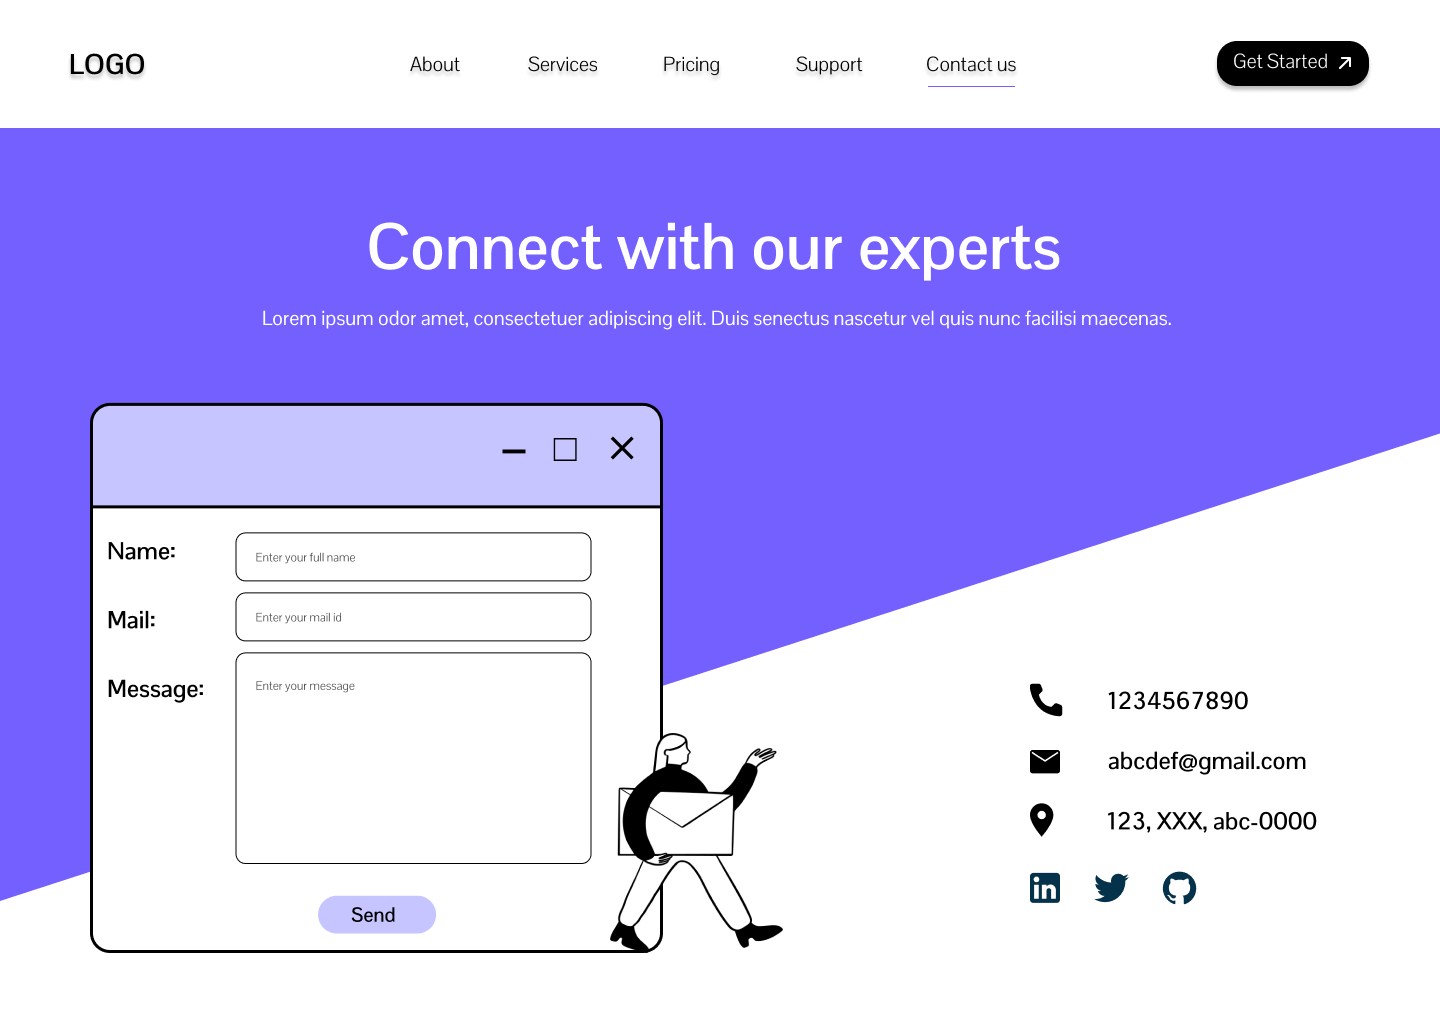 LOGO
About
Services
Pricing
Support
Contact us
Get Started
Connect with our experts
Lorem ipsum odor amet, consectetuer adipiscing elit. Duis senectus nascetur vel quis nunc facilisi maecenas.
Name:
Enter your full name
Mail:
Enter your mail id
Message:
Enter your message
Send
1234567890
abcdef@gmail.com
123, XXX, abc-0000
in